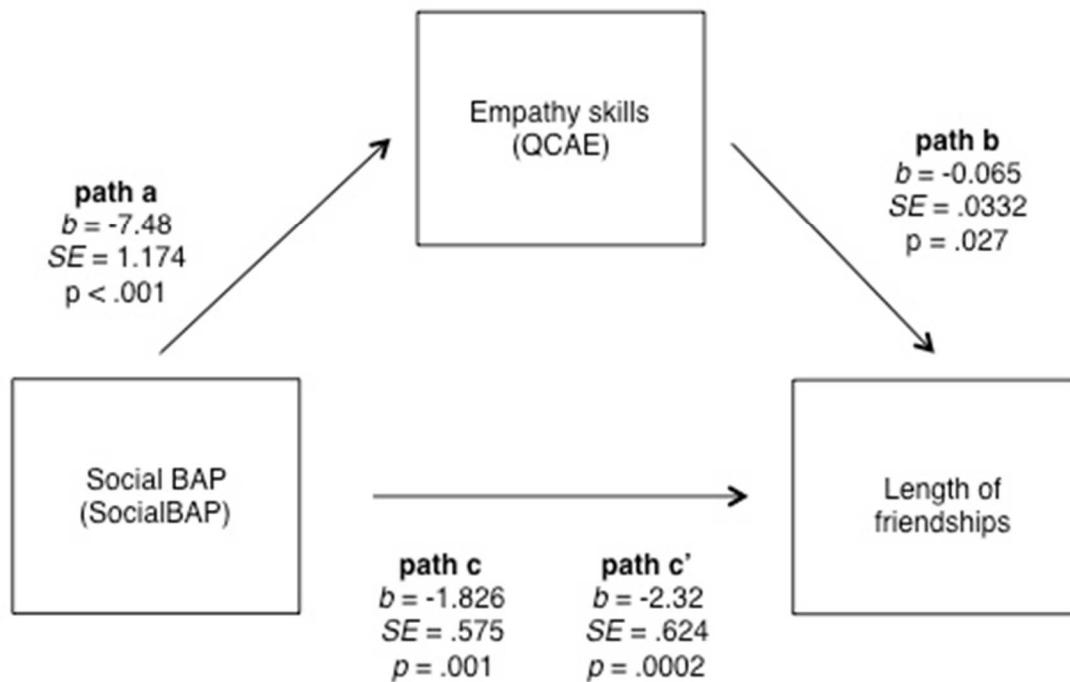 Empathy skills
(QCAE)
path a
b = -7.48
SE = 1.174
p < .001
path b
b = -0.065
SE = .0332
p = .027
Social BAP
(SocialBAP)
Length of
friendships
path c
b = -1.826
SE = .575
p = .001
path c'
b = -2.32
SE = .624
p = .0002